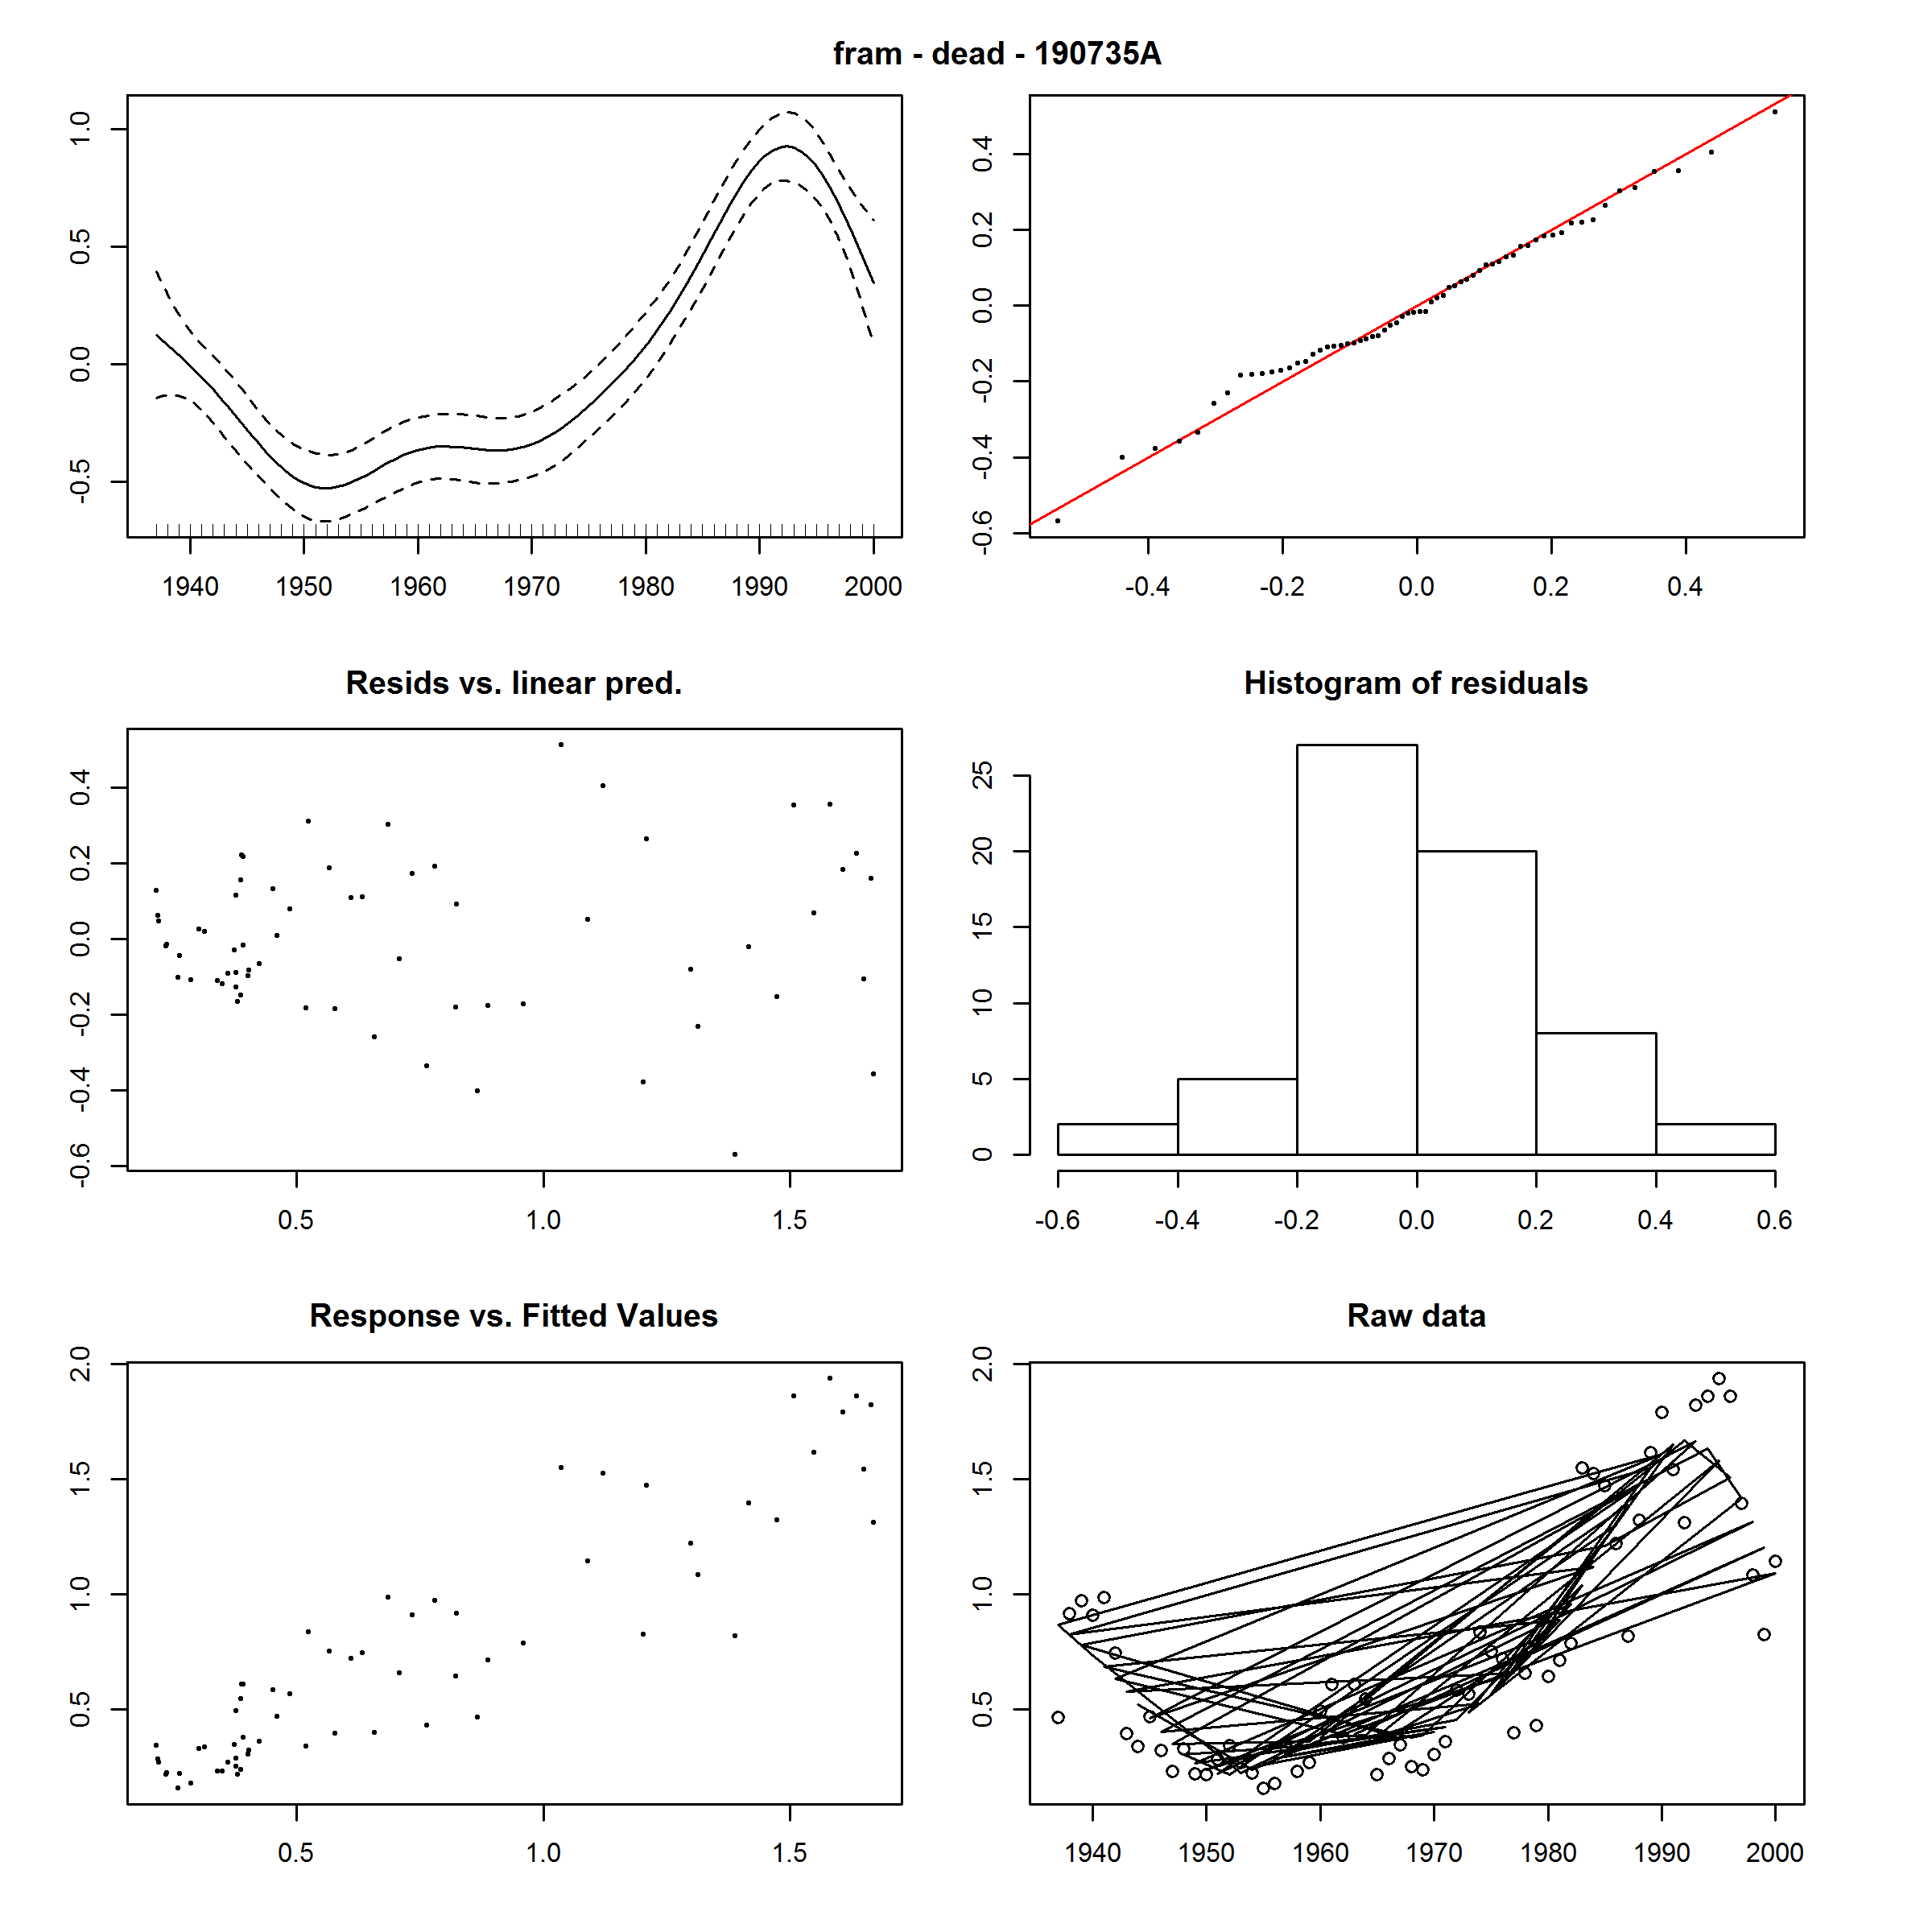 fram - dead - 190735A
1.0
0.5
0.0
-0.5
1940 1950 1960 1970 1980 1990 2000
0.4
0.2
0.0
-0.2
-0.4
-0.6
-0.4 -0.2 0.0 0.2 0.4
Resids vs. linear pred.
0.4
0.2
0.0
-0.2
-0.4
-0.6
0.5 1.0 1.5
Histogram of residuals
25
20
15
10
5
0
-0.6 -0.4 -0.2 0.0 0.2 0.4 0.6
Response vs. Fitted Values
2.0
1.5
1.0
0.5
0.5 1.0 1.5
Raw data
2.0
1.5
1.0
0.5
1940 1950 1960 1970 1980 1990 2000